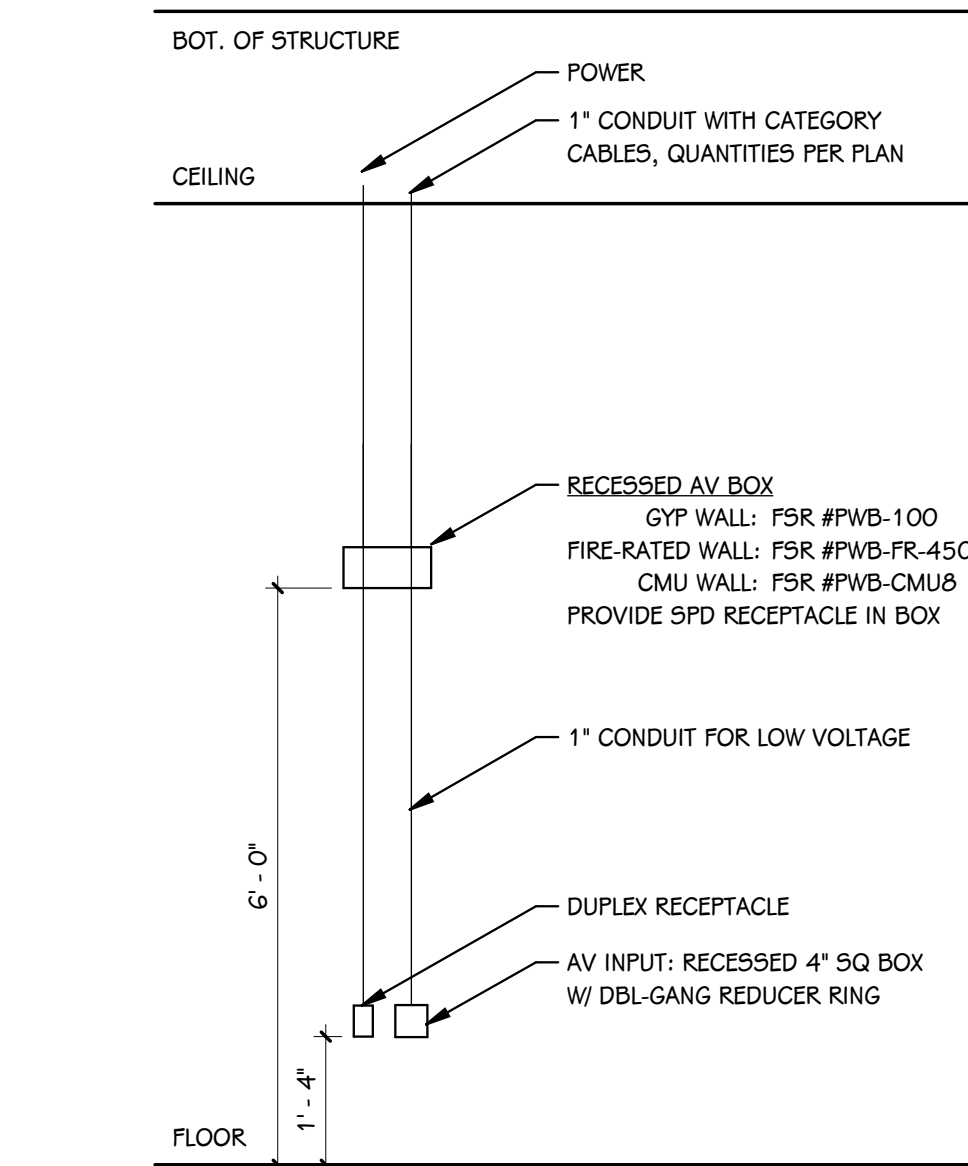 BOT. OF STRUCTURE
POWER
1" CONDUIT WITH CATEGORY
CABLES, QUANTITIES PER PLAN
CEILING
RECESSED AV BOX
GYP WALL: FSR #PWB-100
FIRE-RATED WALL: FSR #PWB-FR-450
CMU WALL: FSR #PWB-CMU8
PROVIDE SPD RECEPTACLE IN BOX
1" CONDUIT FOR LOW VOLTAGE
6' - 0"
DUPLEX RECEPTACLE
AV INPUT: RECESSED 4" SQ BOX
W/ DBL-GANG REDUCER RING
1' - 4"
FLOOR